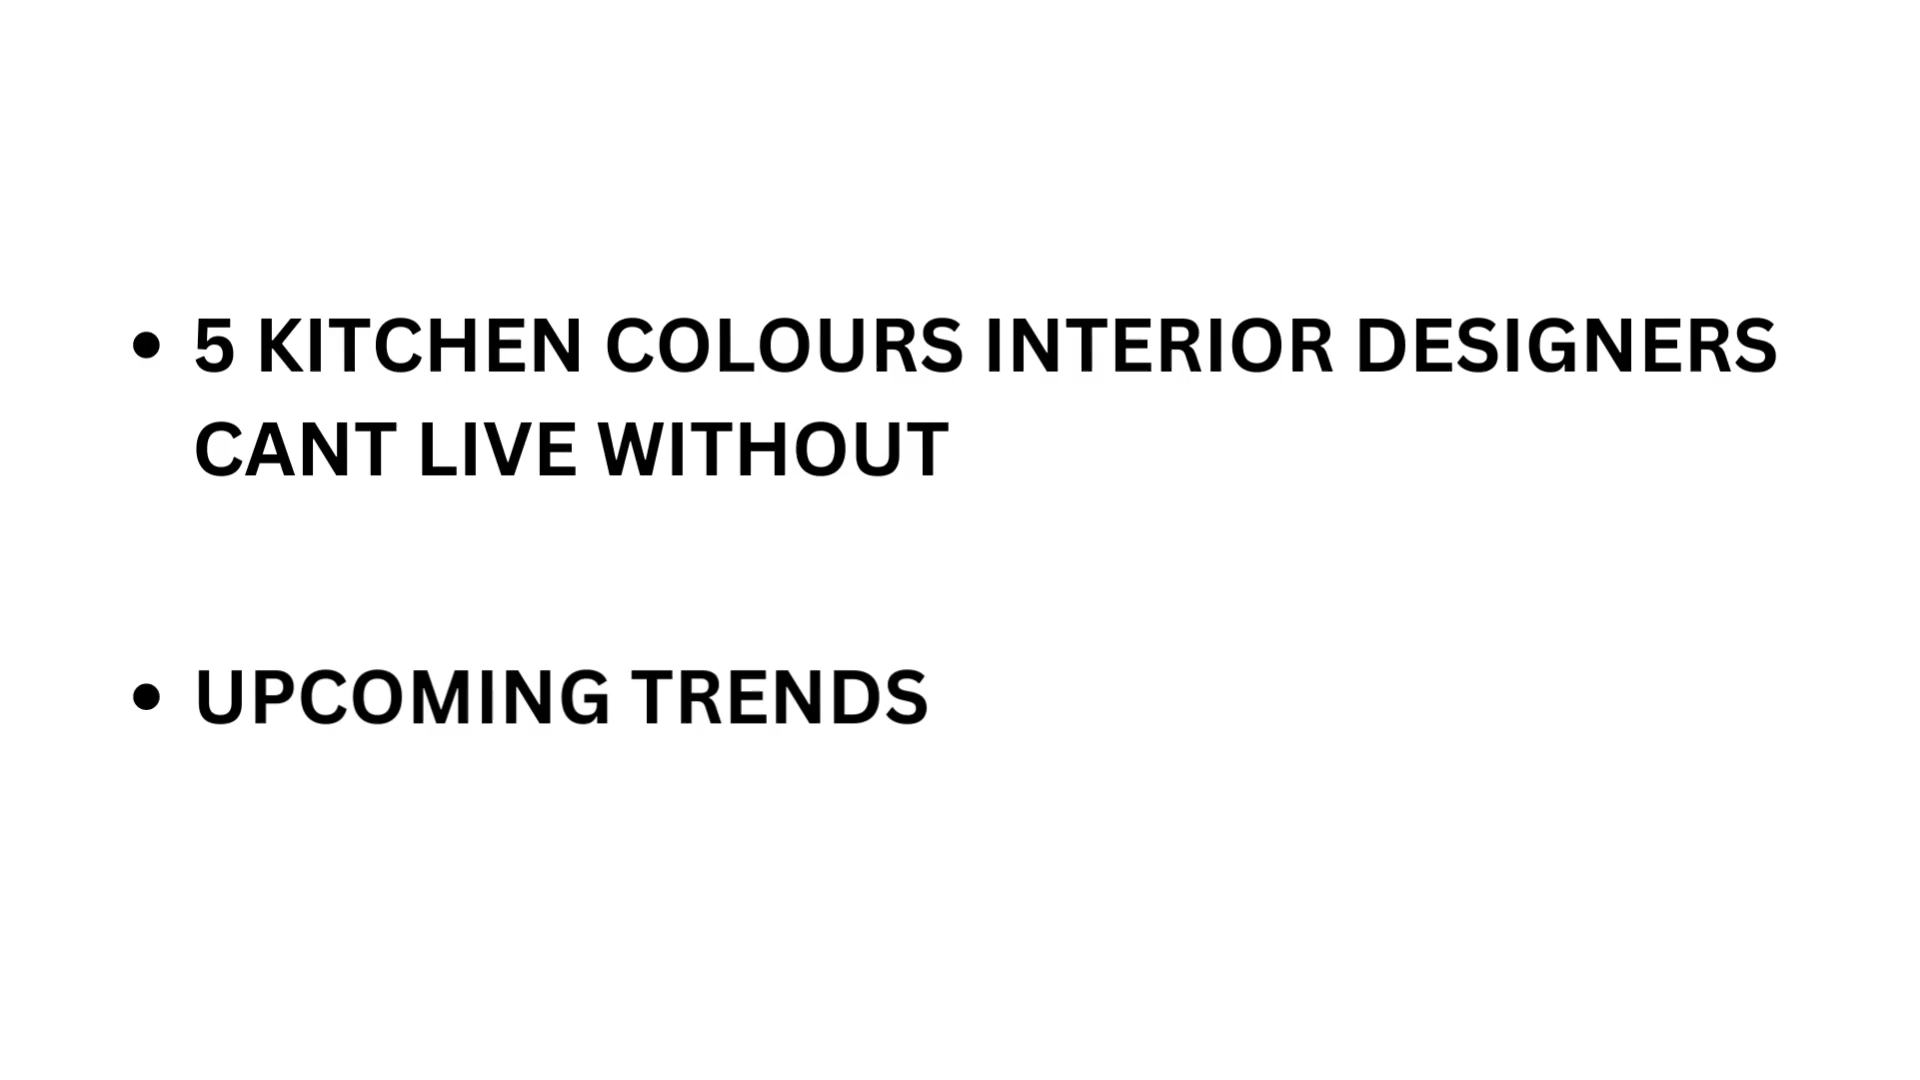 • 5 KITCHEN COLOURS INTERIOR DESIGNERS
CANT LIVE WITHOUT
• UPCOMING TRENDS